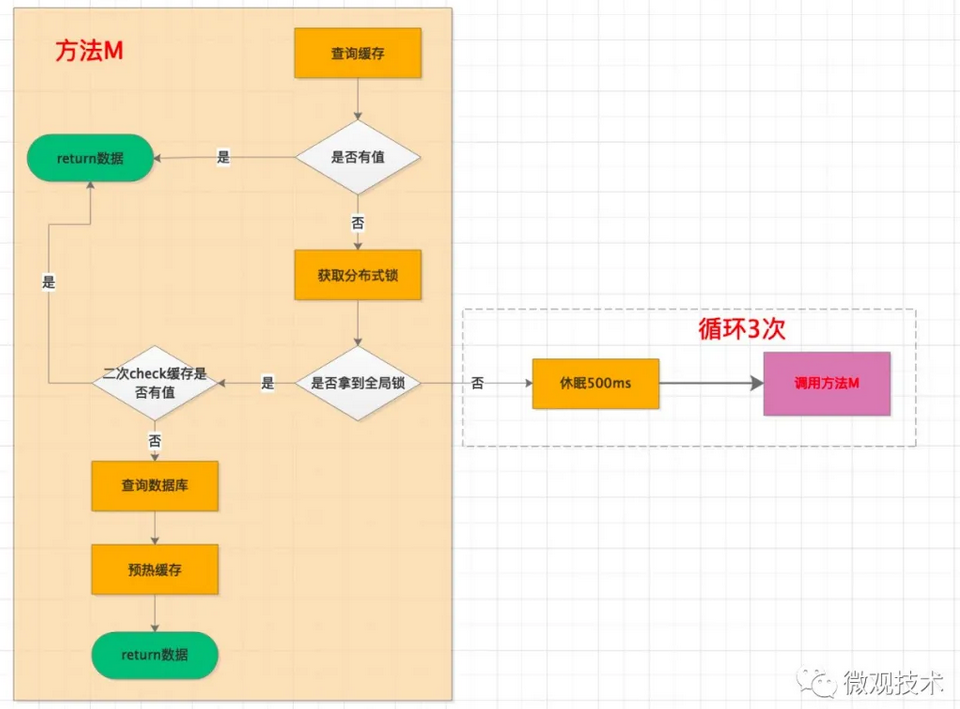 方法M
查询缓存
return数据
是
是否有值
否
获取分布式锁
是
循环3次
二次check缓存是
否有值
是
是否拿到全局锁
否
休眠500ms
调用方法M
否
查询数据库
预热缓存
return数据
微观技术